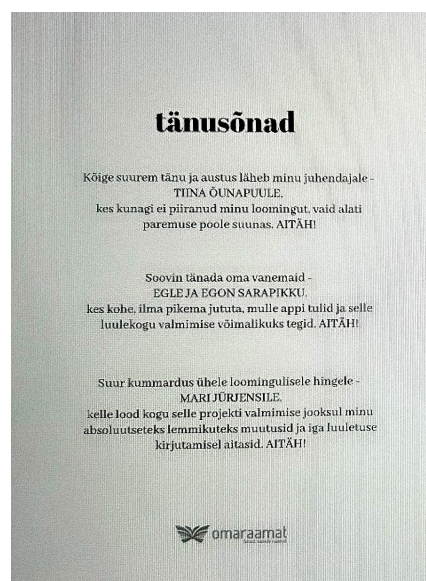 tänusõnad
Kõige suurem tänu ja austus läheb minu juhendajale -
TIINA ÕUNAPUULE,
kes kunagi ei piiranud minu loomingut, vaid alati
paremuse poole suunas. AITÄH!
Soovin tänada oma vanemaid -
EGLE JA EGON SARAPIKKU,
kes kohe, ilma pikema jututa, mulle appi tulid ja selle
luulekogu valmimise võimalikuks tegid. AITÄH!
Suur kummardus ühele loomingulisele hingele -
MARI JÜRJENSILE,
kelle lood kogu selle projekti valmimise jooksul minu
absoluutseteks lemmikuteks muutusid ja iga luuletuse
kirjutamisel aitasid. AITÄH!
omaraamat